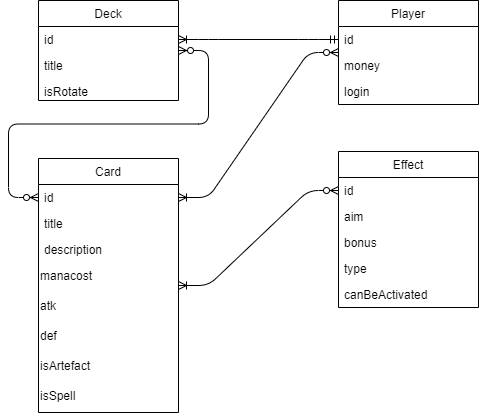 Deck
id
title
isRotate
Player
id
money
login
Card
id
title
description
manacost
atk
def
isArtefact
isSpell
Effect
id
aim
bonus
type
canBeActivated